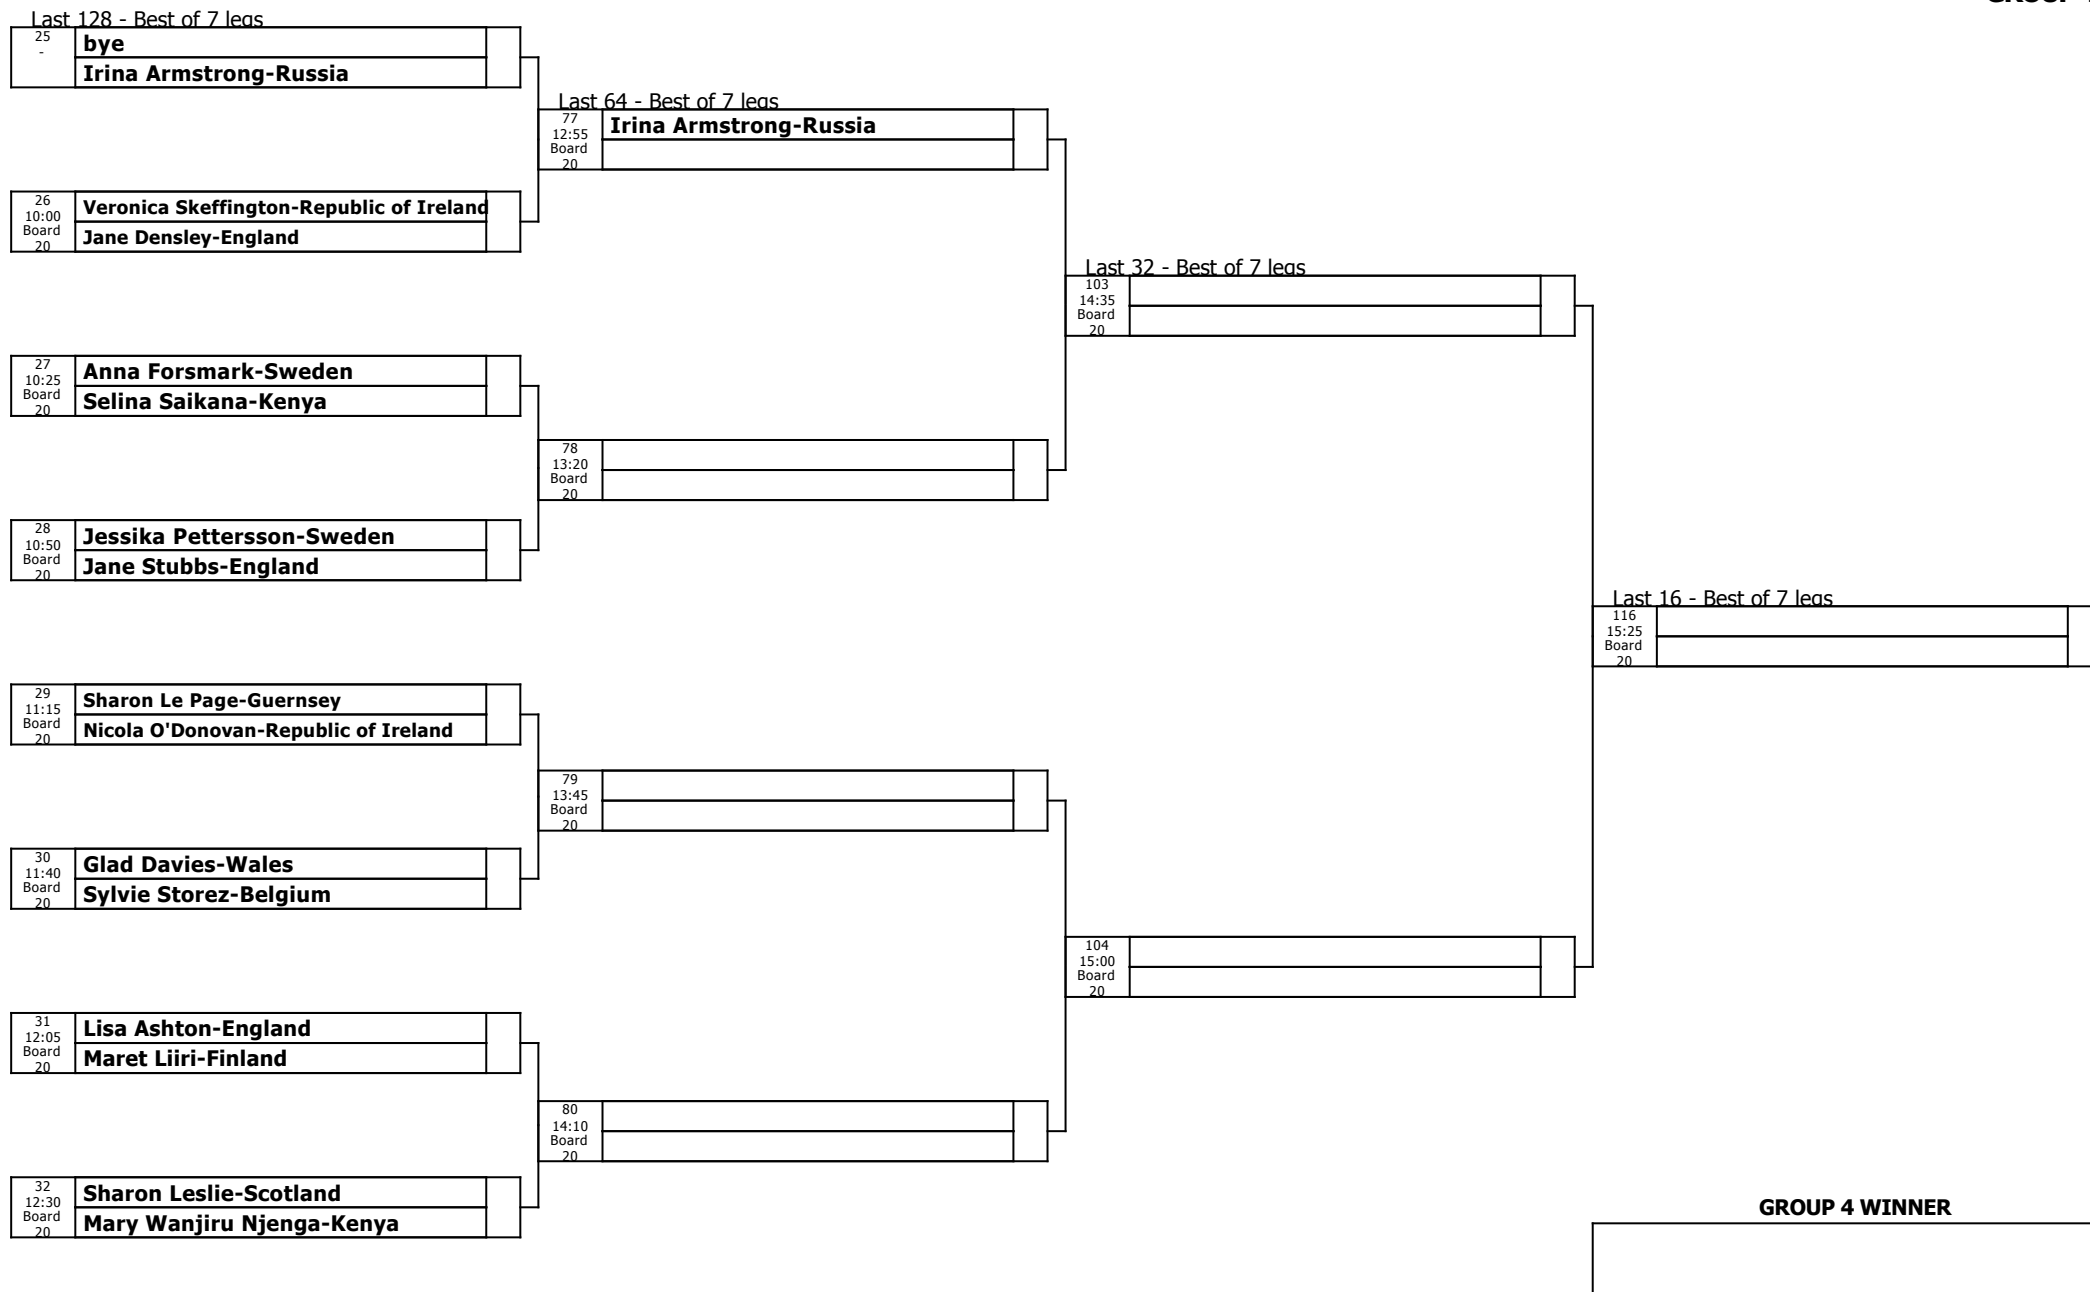 GROUP
Last 128 - Best of 7 legs
25
-
bye
Irina Armstrong-Russia
Last 64 - Best of 7 legs
77
12:55
Board
20
Irina Armstrong-Russia
26
10:00
Board
20
Veronica Skeffington-Republic of Ireland
Jane Densley-England
Last 32 - Best of 7 legs
103
14:35
Board
20
27
10:25
Board
20
Anna Forsmark-Sweden
Selina Saikana-Kenya
78
13:20
Board
20
28
10:50
Board
20
Jessika Pettersson-Sweden
Jane Stubbs-England
Last 16 - Best of 7 legs
116
15:25
Board
20
29
11:15
Board
20
Sharon Le Page-Guernsey
Nicola O'Donovan-Republic of Ireland
79
13:45
Board
20
30
11:40
Board
20
Glad Davies-Wales
Sylvie Storez-Belgium
104
15:00
Board
20
31
12:05
Board
20
Lisa Ashton-England
Maret Liiri-Finland
80
14:10
Board
20
32
12:30
Board
20
Sharon Leslie-Scotland
Mary Wanjiru Njenga-Kenya
GROUP 4 WINNER